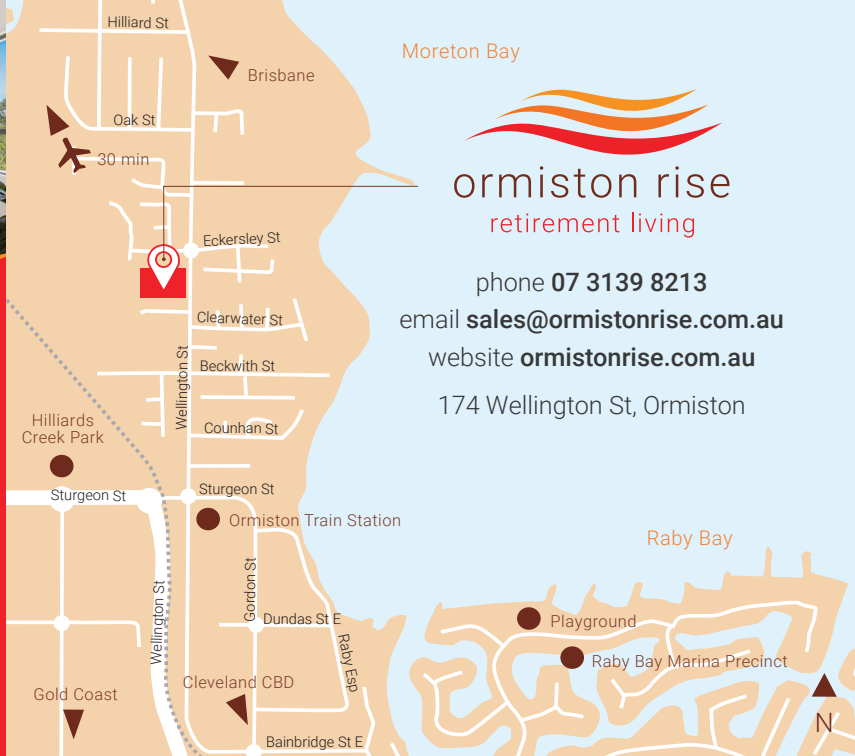 Hilliard St
Moreton Bay
Brisbane
Oak St
30 min
ormiston rise
retirement living
Eckersley St
phone 07 3139 8213
Clearwater St
email sales@ormistonrise.com.au
Wellington St
website ormistonrise.com.au
Beckwith St
174 Wellington St, Ormiston
Hilliards
Creek Park
Counhan St
Sturgeon St
Sturgeon St
Ormiston Train Station
Raby Bay
Wellington St
Gordon St
Dundas St E
Raby Esp
Playground
Raby Bay Marina Precinct
Gold Coast
Cleveland CBD
N
Bainbridge St E